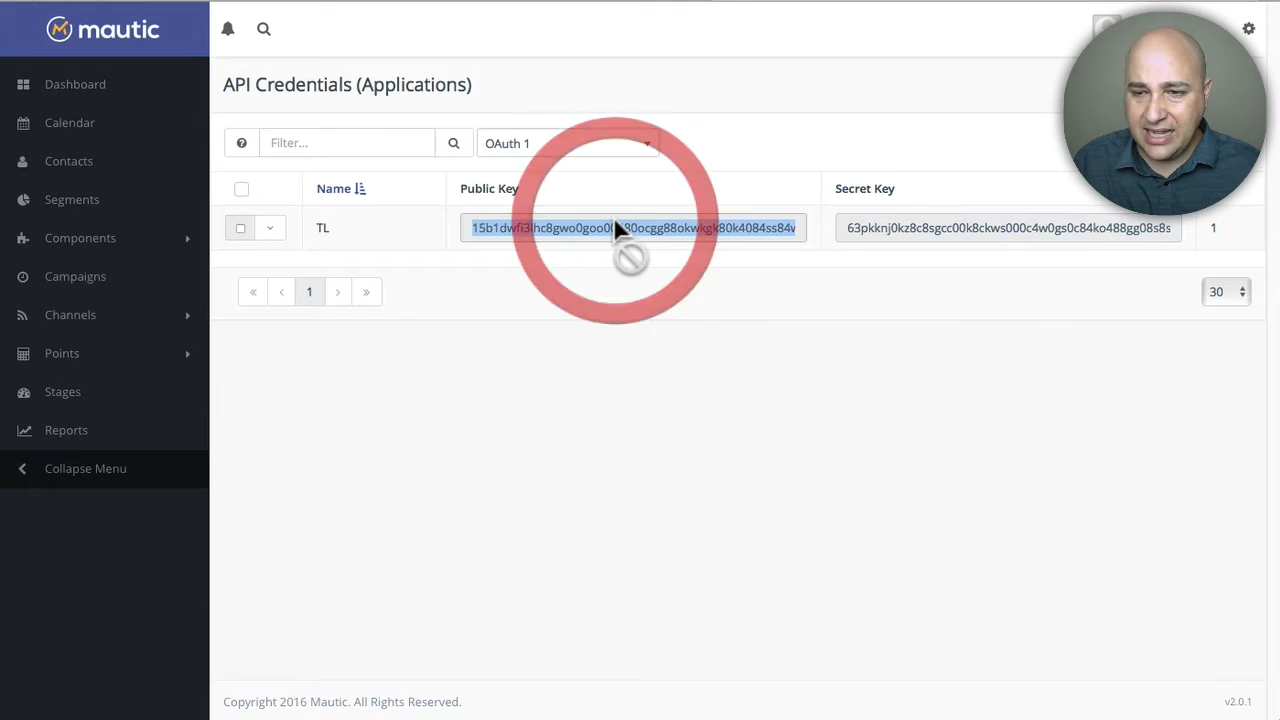 mautic
Dashboard
Calendar
Contacts
Segments
Components
Campaigns
Channels
Points
Stages
Reports
Collapse Menu
API Credentials (Applications)
Filter...
OAuth 1
Name
Public Key
Secret Key
TL
63pkknj0kz8c8sgcc00k8ckws000c4w0gs0c84ko488gg08s8s
1
« ‹ 1 › »
30
Copyright 2016 Mautic. All Rights Reserved.
v2.0.1